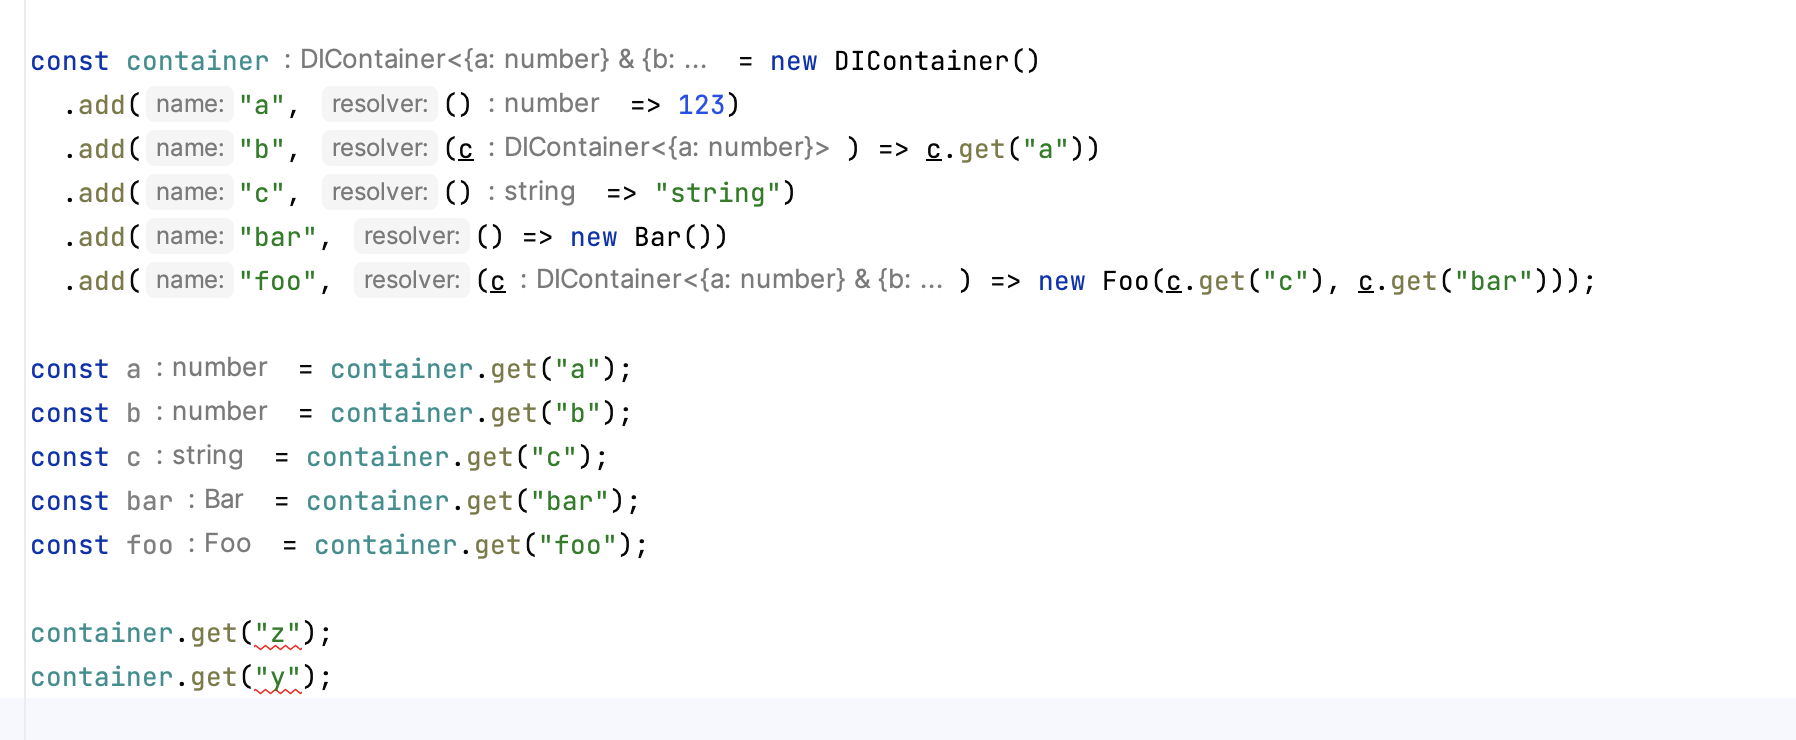 const container : DIContainer<{a: number} & {b: ... = new DIContainer()
.add( name: "a", resolver: () : number => 123)
.add( name: "b", resolver: (c : DIContainer<{a: number}> ) => c.get("a"))
.add( name: "c", resolver: () : string => "string")
.add( name: "bar", resolver: () => new Bar())
.add( name: "foo", resolver: (c : DIContainer<{a: number} & {b: ... ) => new Foo(c.get("c"), c.get("bar")));
const a : number = container.get("a");
const b : number = container.get("b");
const c : string = container.get("c");
const bar : Bar = container.get("bar");
const foo : Foo = container.get("foo");
container.get("z");
container.get("y");